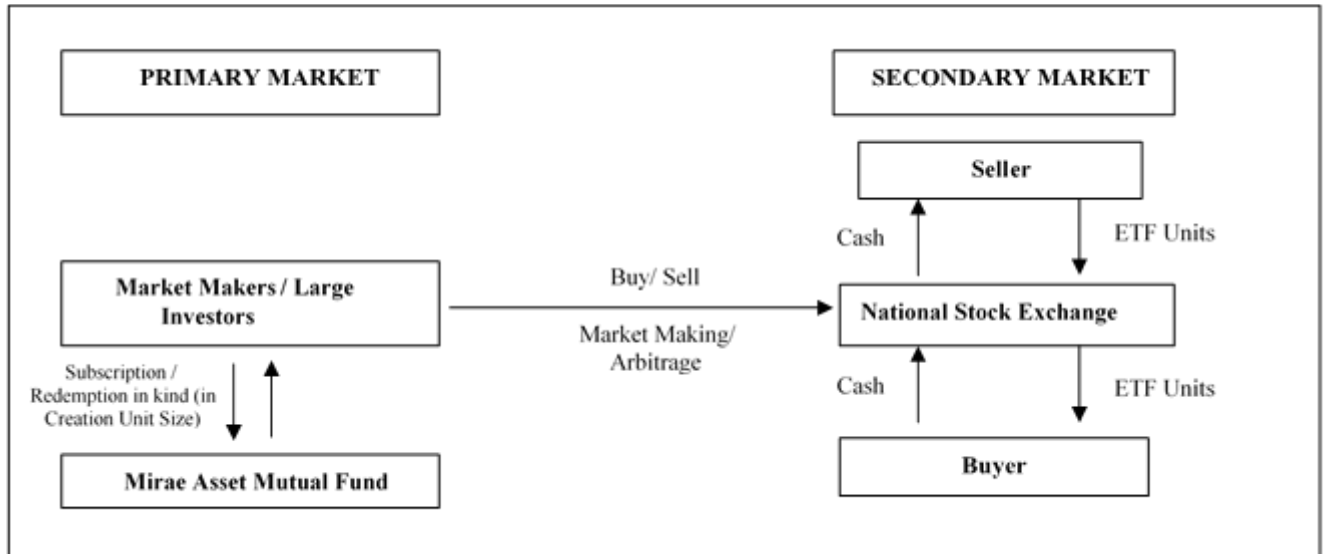 PRIMARY MARKET
SECONDARY MARKET
Seller
Cash
ETF Units
Market Makers / Large
Investors
Buy/ Sell
Market Making/
Arbitrage
National Stock Exchange
Subscription /
Redemption in kind (in
Creation Unit Size)
Cash
ETF Units
Mirae Asset Mutual Fund
Buyer